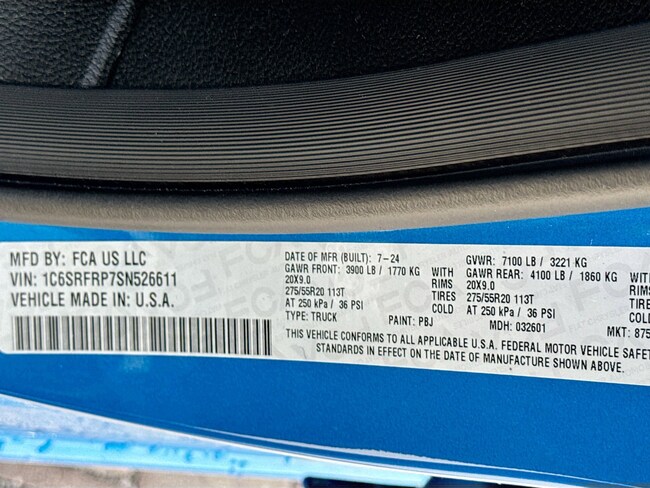 MFD BY: FCA US LLC
VIN: 1C6SRFRP7SN526611
VEHICLE MADE IN: U.S.A.
DATE OF MFR (BUILT): 7-24
GAWR FRONT: 3900 LB / 1770 KG WITH
20X9.0 RIMS
275/55R20 113T TIRES
AT 250 kPa / 36 PSI COLD
TYPE: TRUCK PAINT: PBJ
GVWR: 7100 LB / 3221 KG
GAWR REAR: 4100 LB / 1860 KG WITH
20X9.0 RIMS
275/55R20 113T TIRES
AT 250 kPa / 36 PSI COLD
MDH: 032601 MKT: 875
THIS VEHICLE CONFORMS TO ALL APPLICABLE U.S.A. FEDERAL MOTOR VEHICLE SAFET
STANDARDS IN EFFECT ON THE DATE OF MANUFACTURE SHOWN ABOVE.